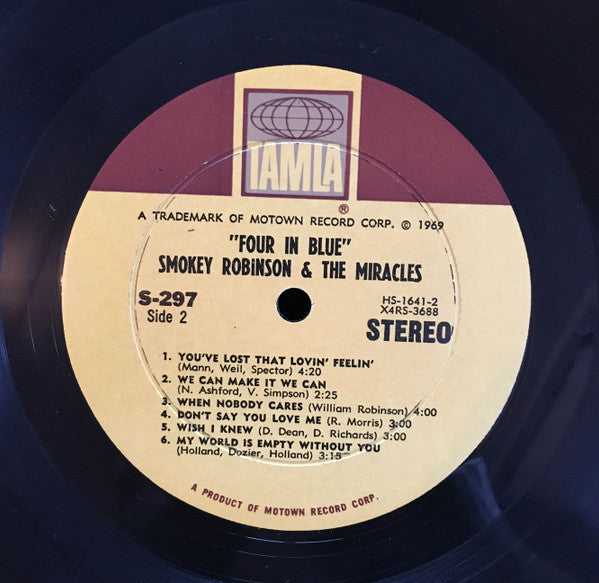 TAMLA
®
A TRADEMARK OF MOTOWN RECORD CORP. © 1969
"FOUR IN BLUE"
SMOKEY ROBINSON & THE MIRACLES
S-297
Side 2
HS-1641-2
X4RS-3688
STEREO
1. YOU'VE LOST THAT LOVIN' FEELIN'
(Mann, Weil, Spector) 4:20
2. WE CAN MAKE IT WE CAN
(N. Ashford, V. Simpson) 2:25
3. WHEN NOBODY CARES (William Robinson) 4:00
4. DON'T SAY YOU LOVE ME (R. Morris) 3:00
5. WISH I KNEW (D. Dean, D. Richards) 3:00
6. MY WORLD IS EMPTY WITHOUT YOU
(Holland, Dozier, Holland) 3:15
A PRODUCT OF MOTOWN RECORD CORP.